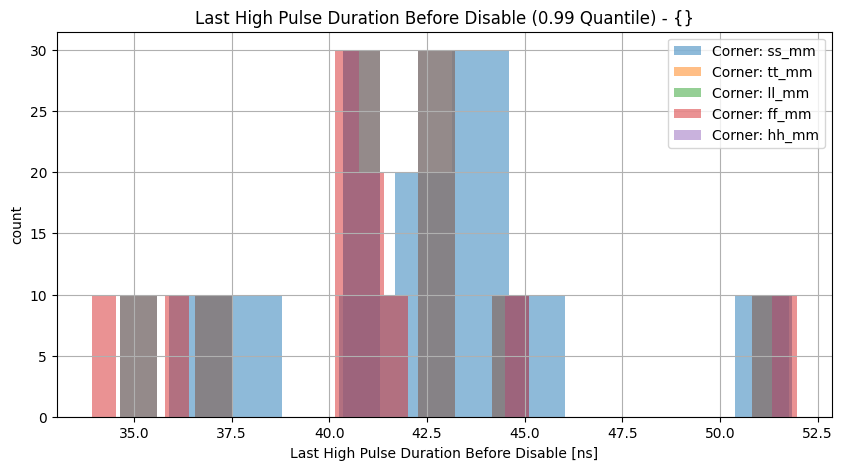 Last High Pulse Duration Before Disable (0.99 Quantile) - {}
30
25
20
15
10
5
0
count
Corner: ss_mm
Corner: tt_mm
Corner: ll_mm
Corner: ff_mm
Corner: hh_mm
35.0 37.5 40.0 42.5 45.0 47.5 50.0 52.5
Last High Pulse Duration Before Disable [ns]